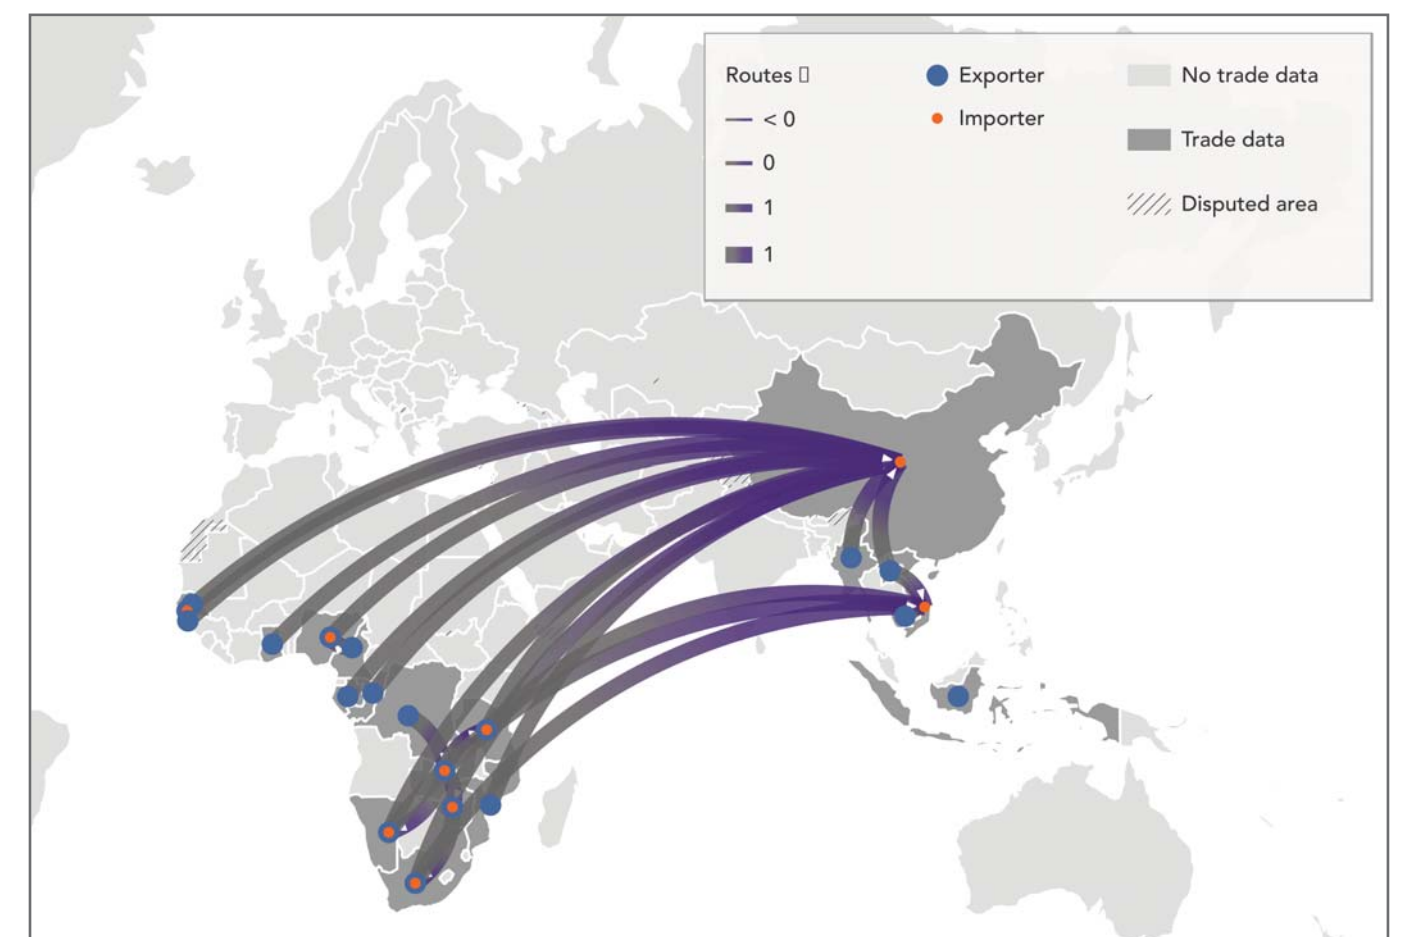 Routes ▯
< 0
0
1
1
Exporter
Importer
No trade data
Trade data
Disputed area